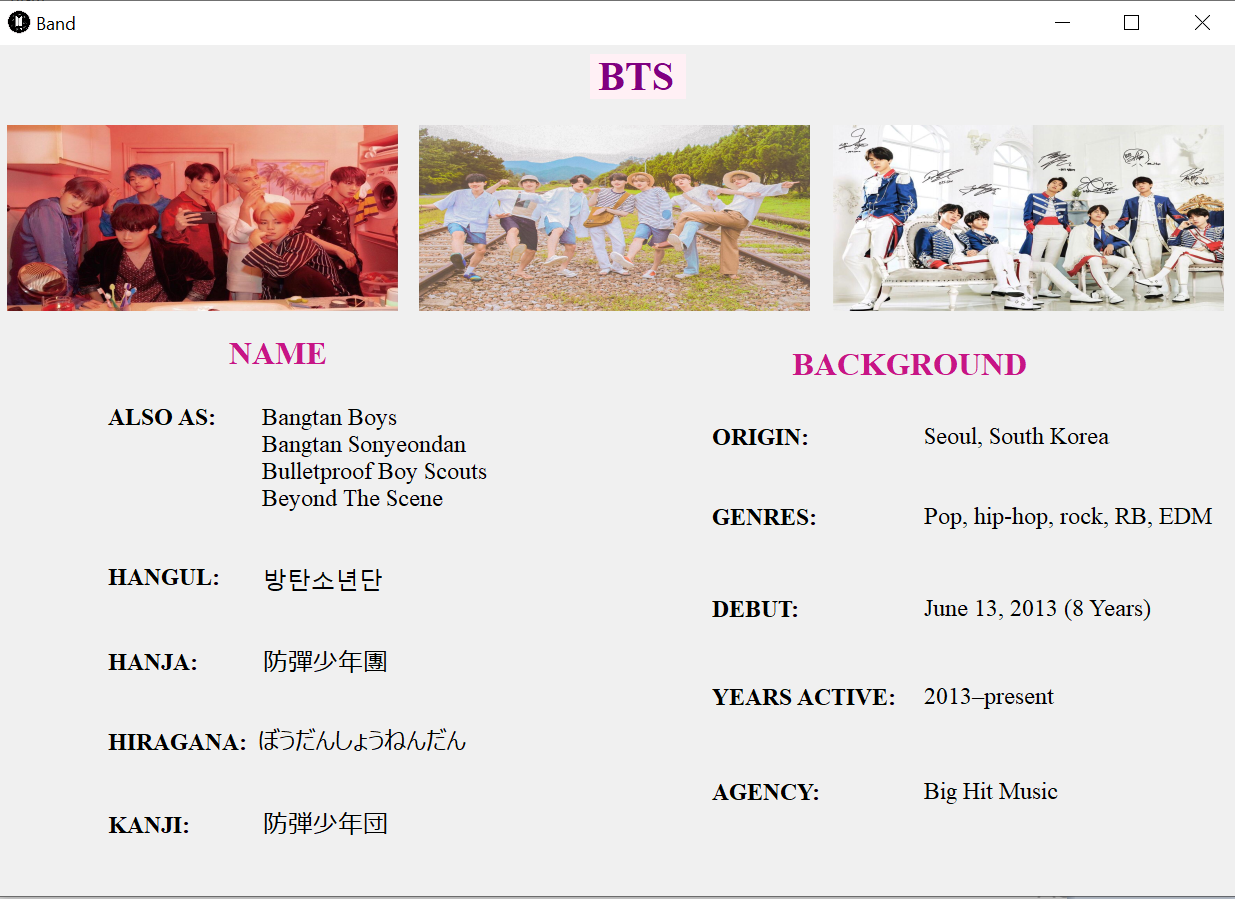 Band
BTS
NAME
ALSO AS: Bangtan Boys
Bangtan Sonyeondan
Bulletproof Boy Scouts
Beyond The Scene
HANGUL: 방탄소년단
HANJA: 防彈少年團
HIRAGANA: ぼうだんしょうねんだん
KANJI: 防弾少年団
BACKGROUND
ORIGIN: Seoul, South Korea
GENRES: Pop, hip-hop, rock, RB, EDM
DEBUT: June 13, 2013 (8 Years)
YEARS ACTIVE: 2013–present
AGENCY: Big Hit Music